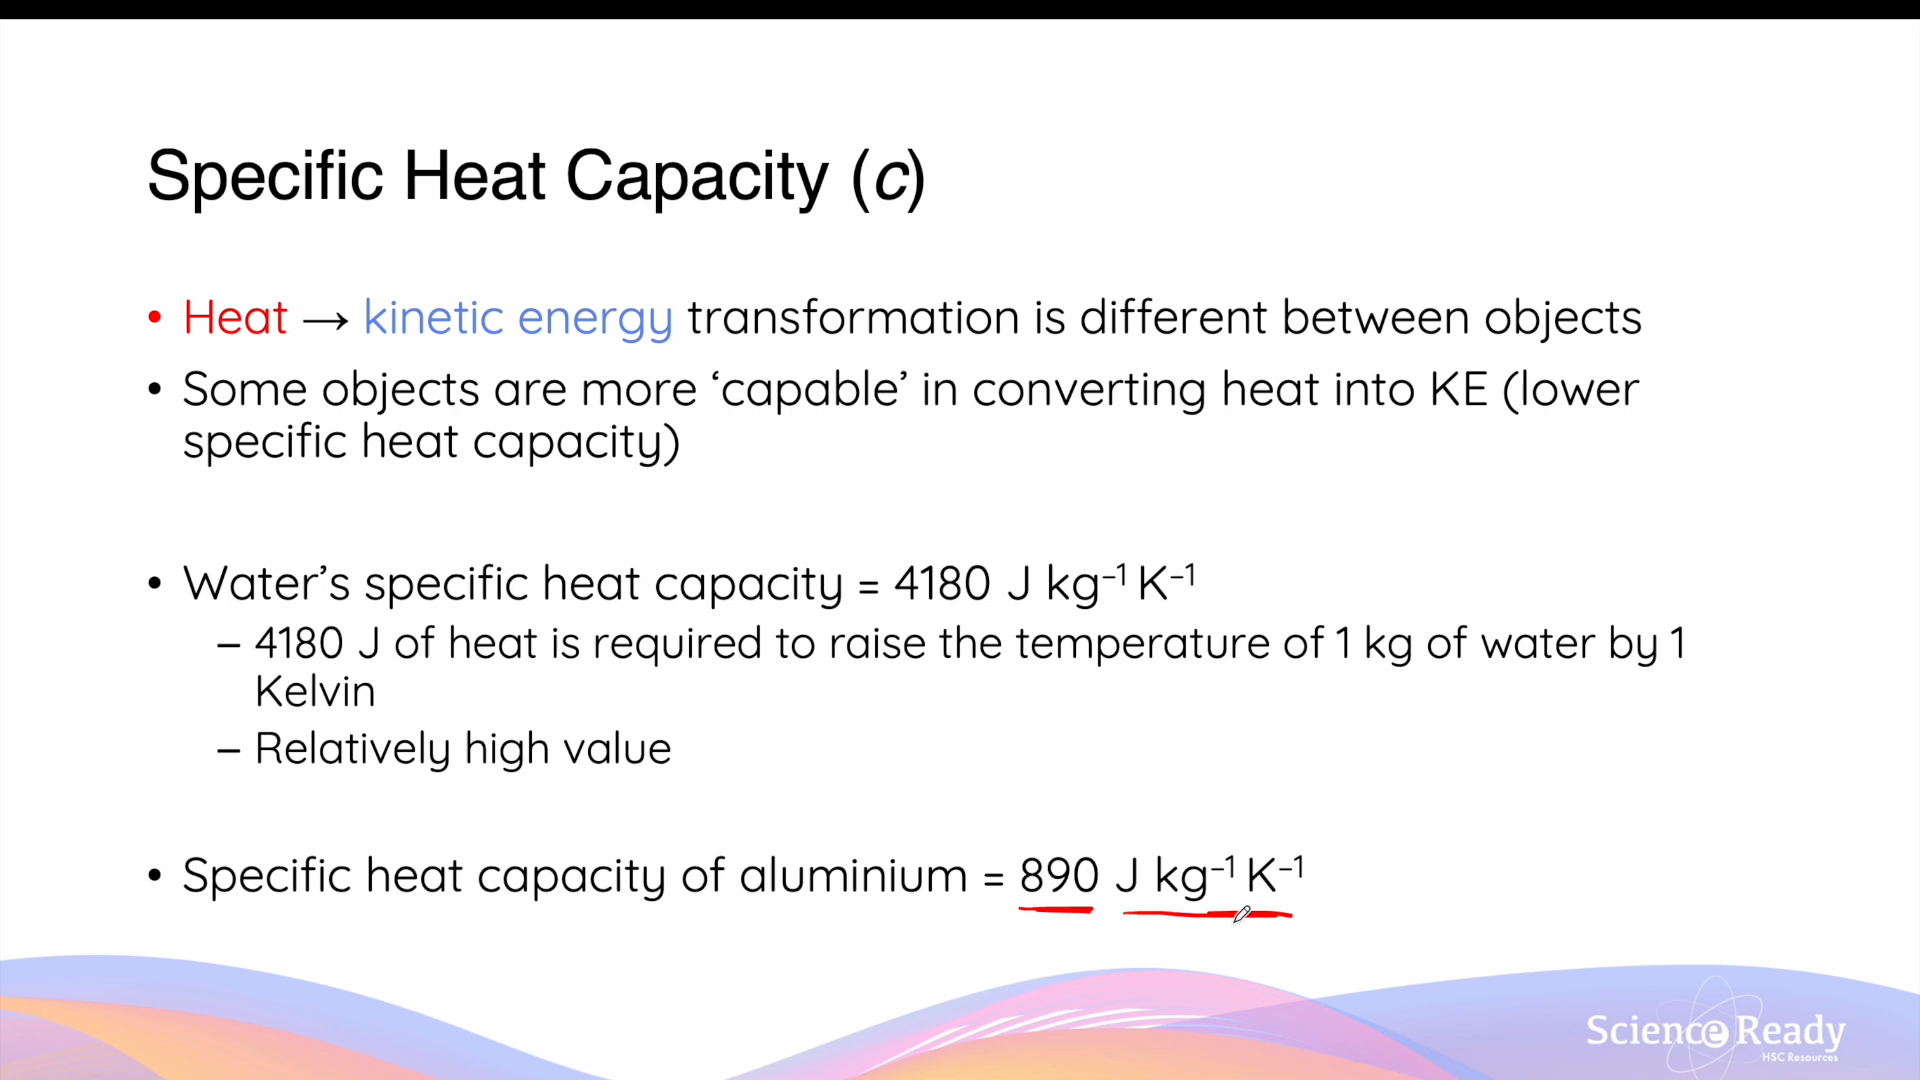 Specific Heat Capacity (c)
• Heat → kinetic energy transformation is different between objects
• Some objects are more ‘capable’ in converting heat into KE (lower
specific heat capacity)
• Water’s specific heat capacity = 4180 J kg⁻¹ K⁻¹
– 4180 J of heat is required to raise the temperature of 1 kg of water by 1
Kelvin
– Relatively high value
• Specific heat capacity of aluminium = 890 J kg⁻¹ K⁻¹
Science Ready
HSC Resources